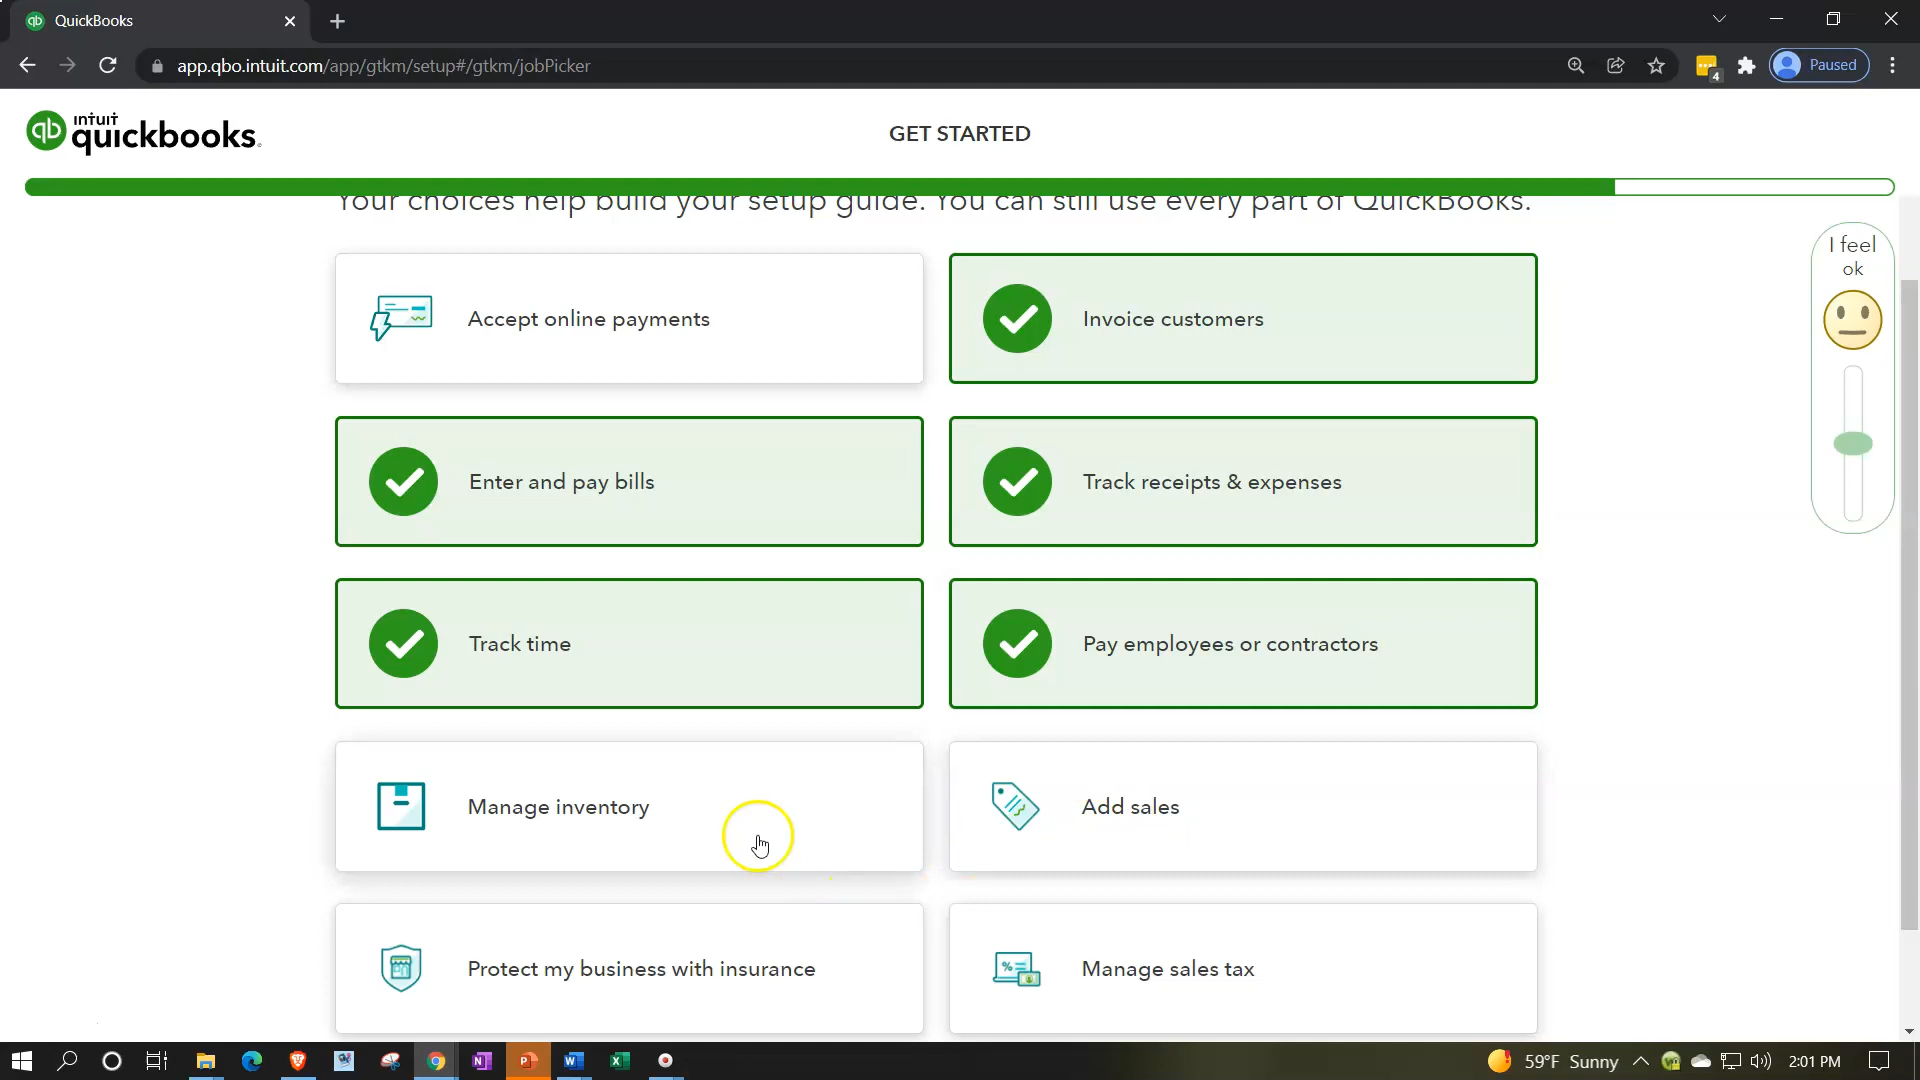 QuickBooks
app.qbo.intuit.com/app/gtkm/setup#/gtkm/jobPicker
4
Paused
qb
intuit
quickbooks.
GET STARTED
Your choices help build your setup guide. You can still use every part of QuickBooks.
I feel
ok
Accept online payments
Invoice customers
Enter and pay bills
Track receipts & expenses
Track time
Pay employees or contractors
Manage inventory
Add sales
Protect my business with insurance
Manage sales tax
59°F Sunny
2:01 PM